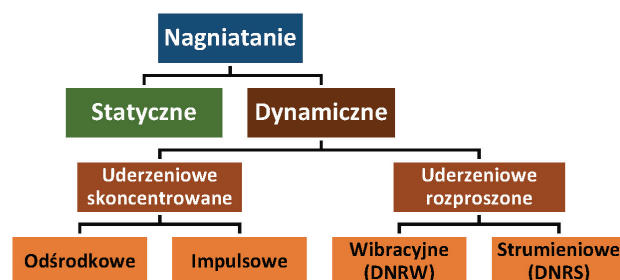 Nagniatanie
Statyczne
Dynamiczne
Uderzeniowe
skoncentrowane
Uderzeniowe
rozproszone
Odśrodkowe
Impulsowe
Wibracyjne
(DNRW)
Strumieniowe
(DNRS)